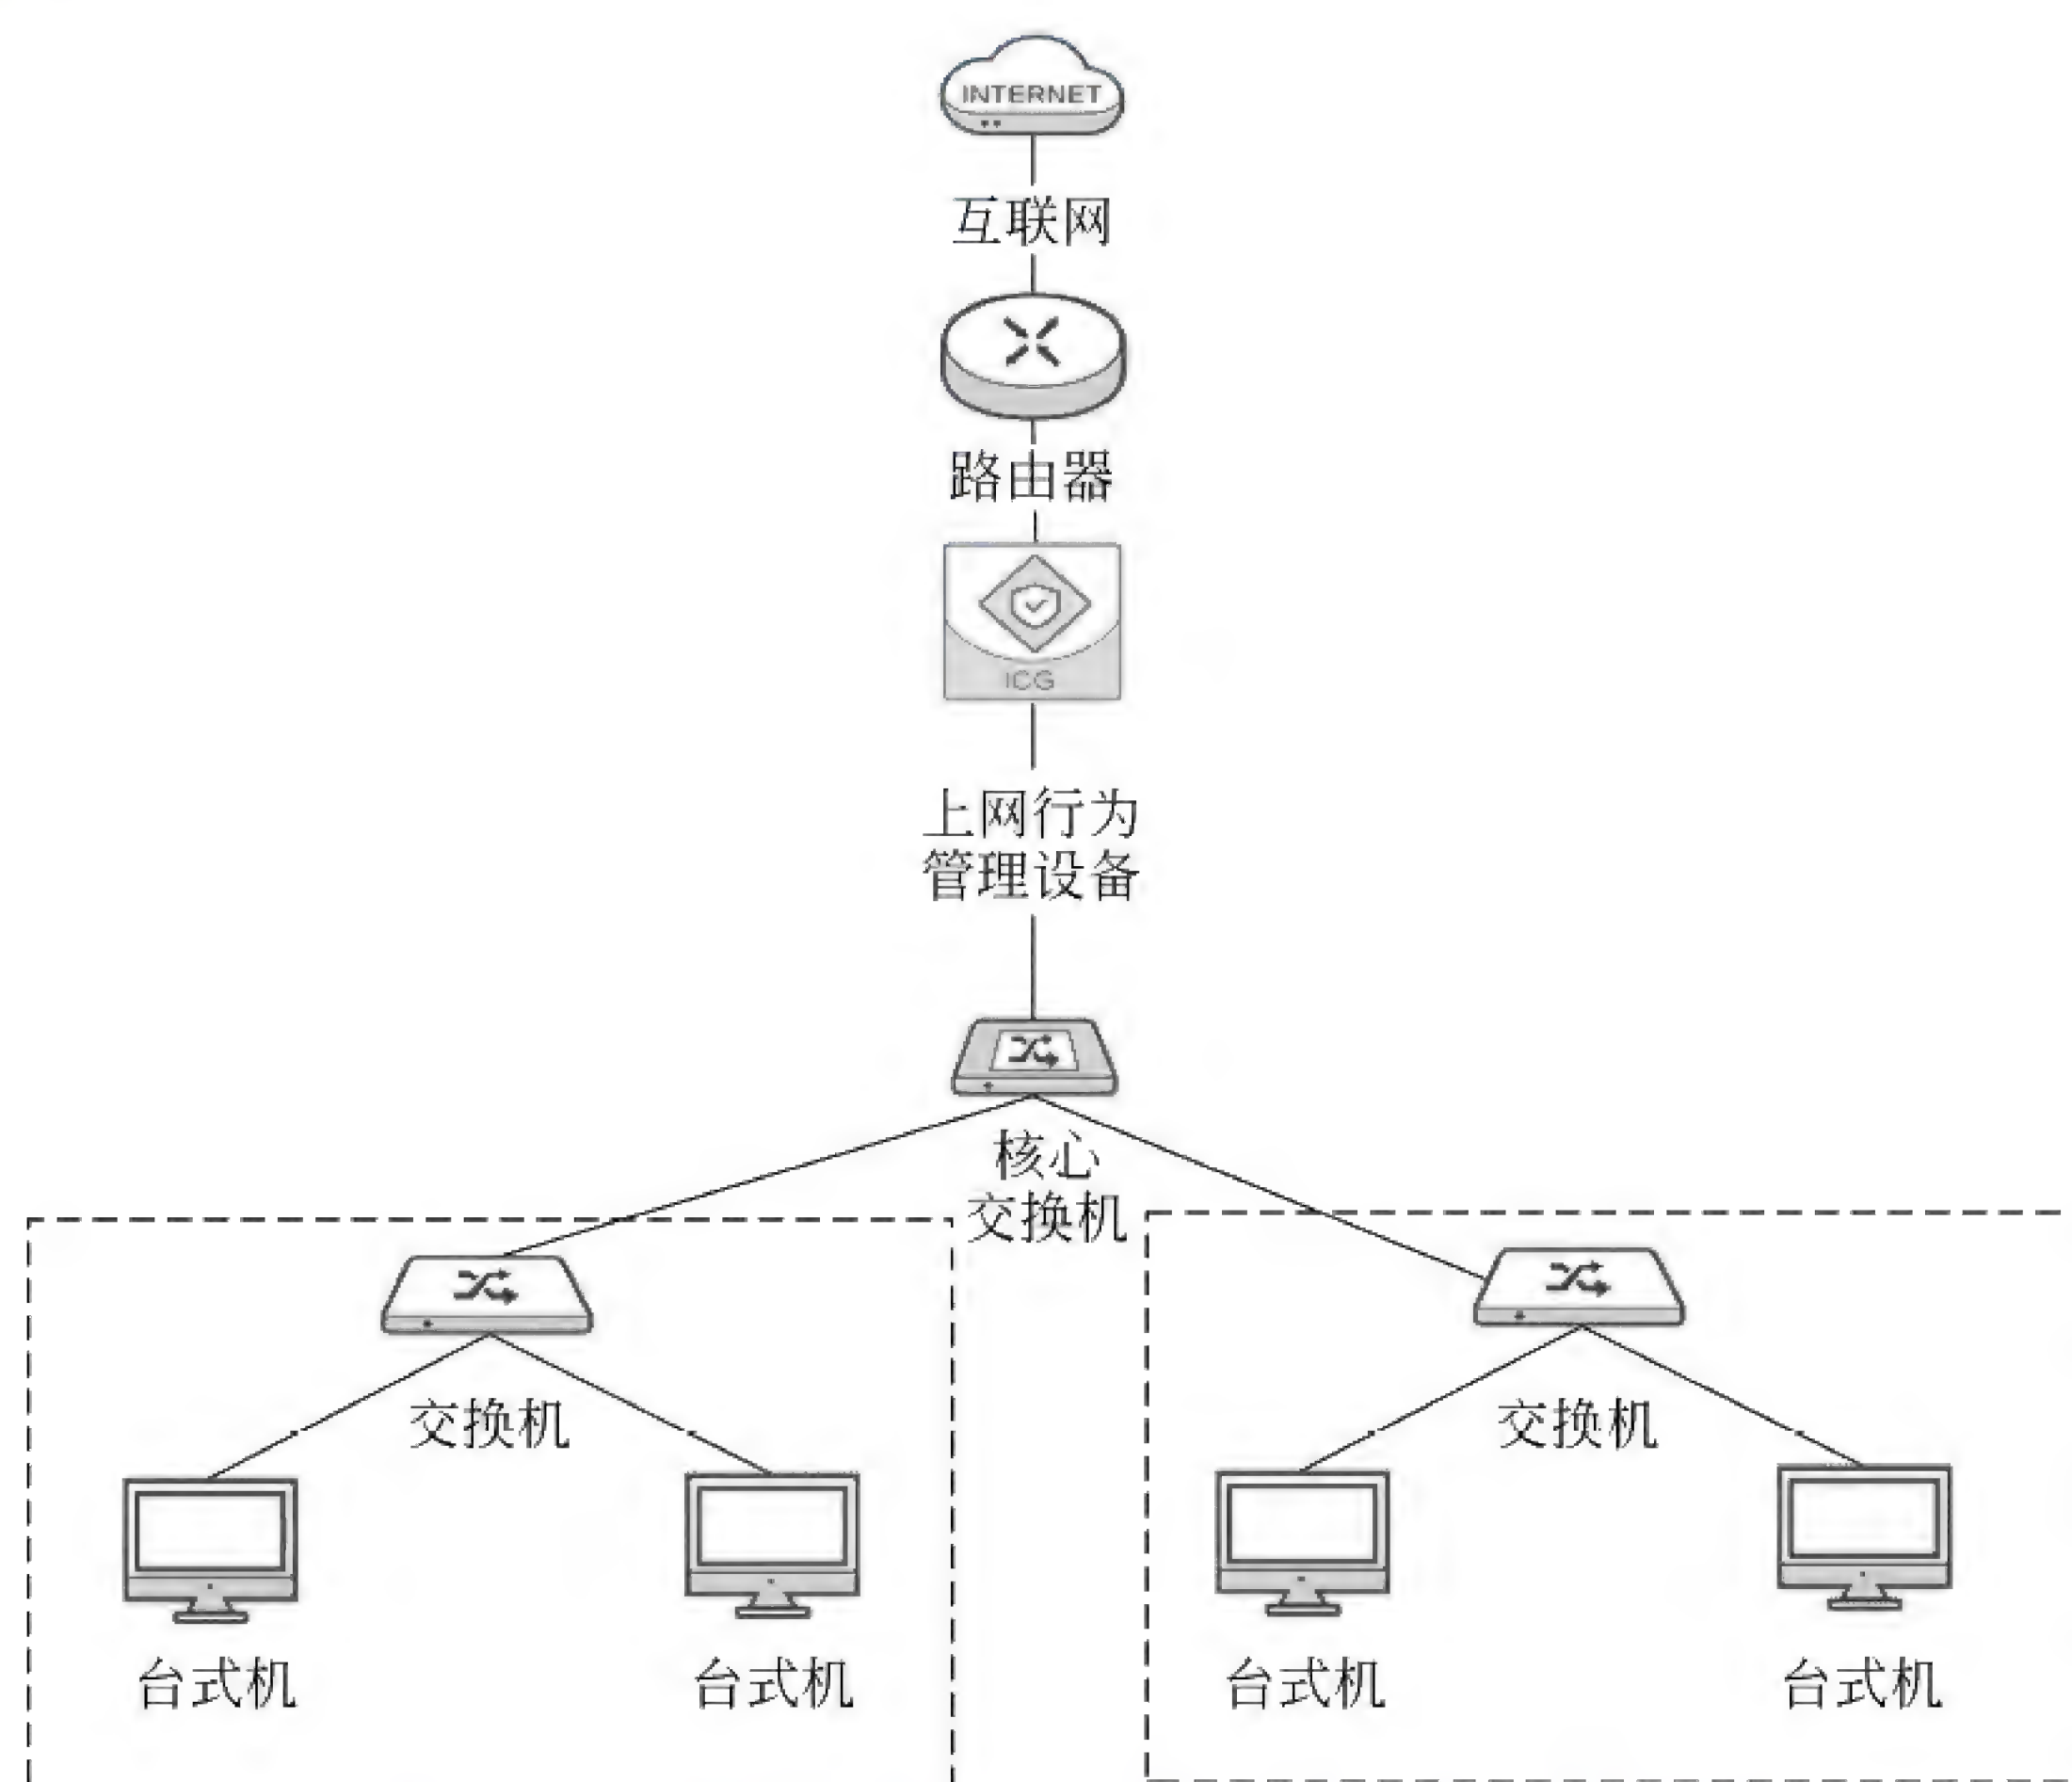 INTERNET
互联网
路由器
ICG
上网行为
管理设备
核心
交换机
交换机
交换机
台式机
台式机
台式机
台式机